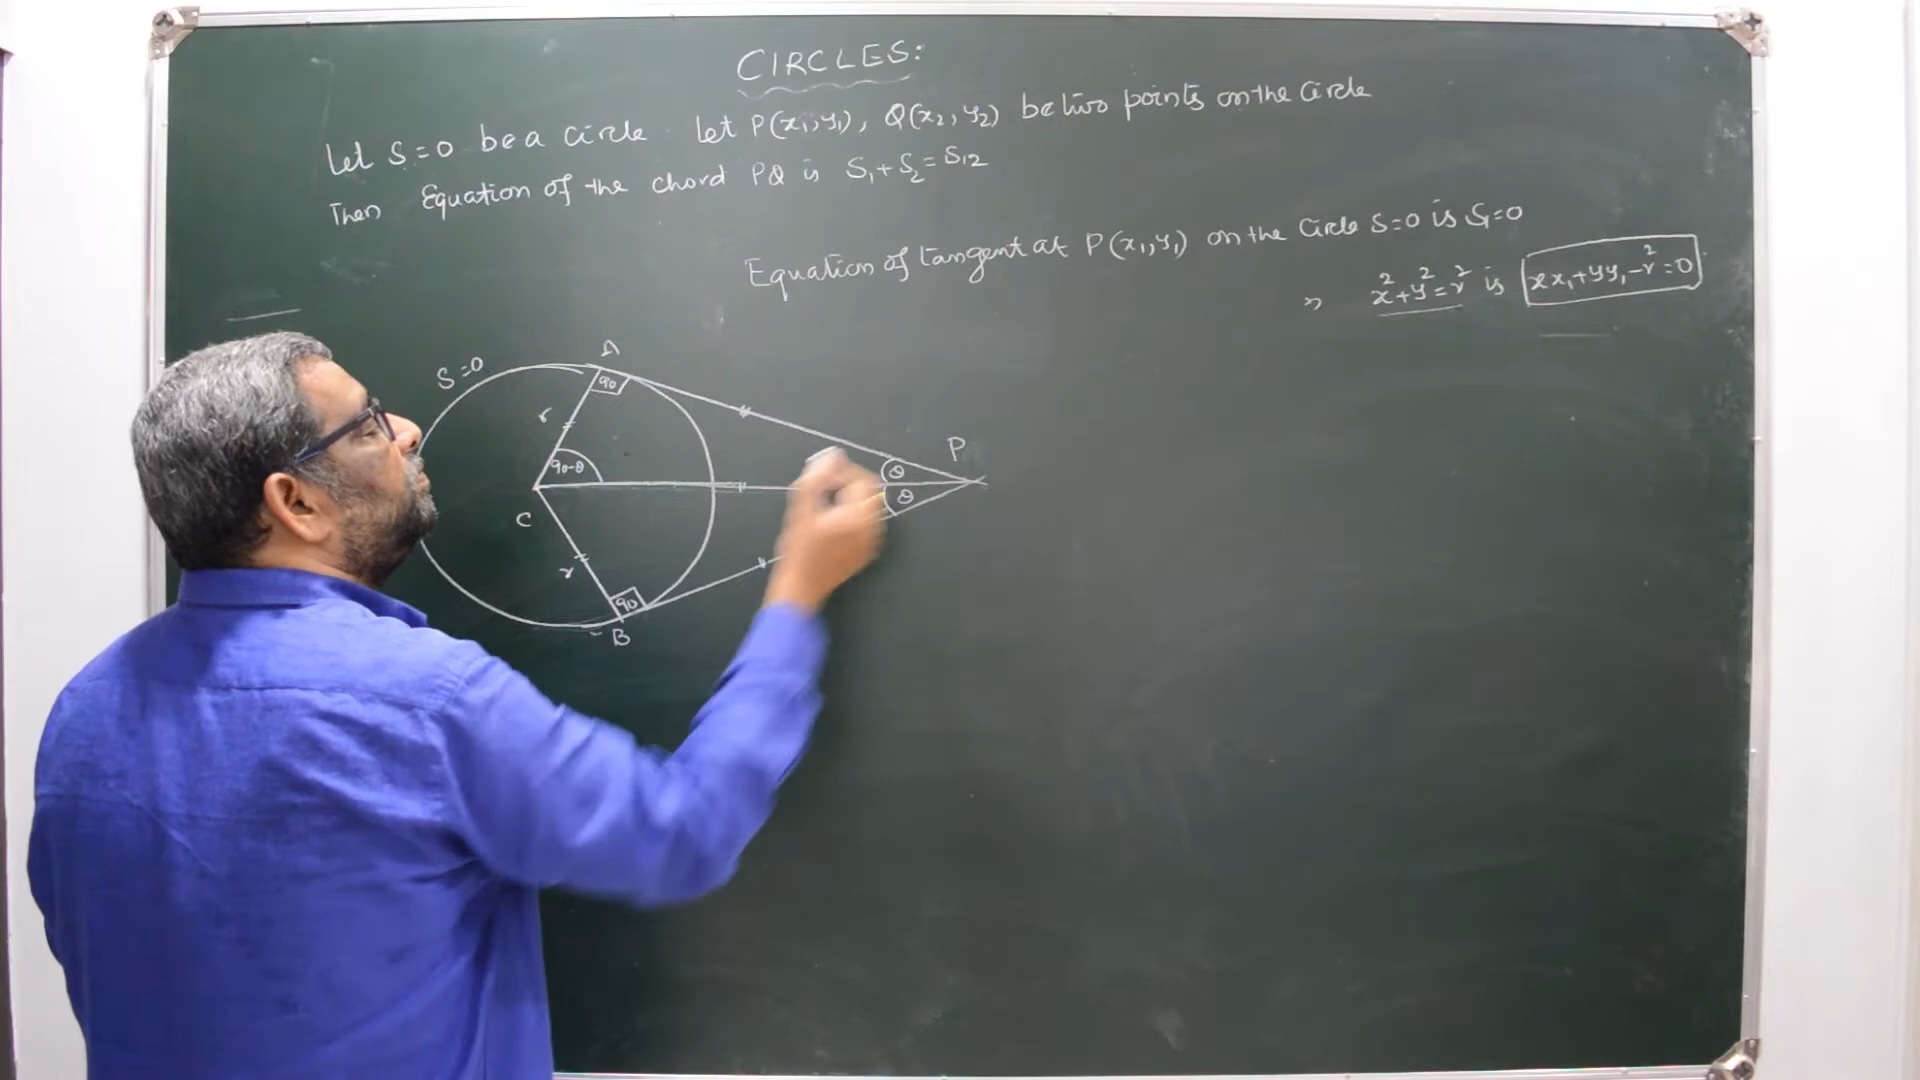 CIRCLES:
Let S=0 be a circle. Let P(x₁,y₁), Q(x₂,y₂) be two points on the circle
Then Equation of the chord PQ is S₁+S₂=S₁₂
Equation of tangent at P(x₁,y₁) on the circle S=0 is S₁=0
〃 x²+y²=r² is xx₁+yy₁-r²=0
S=0
A
90
r
P
θ
90-θ
θ
C
r
90
B